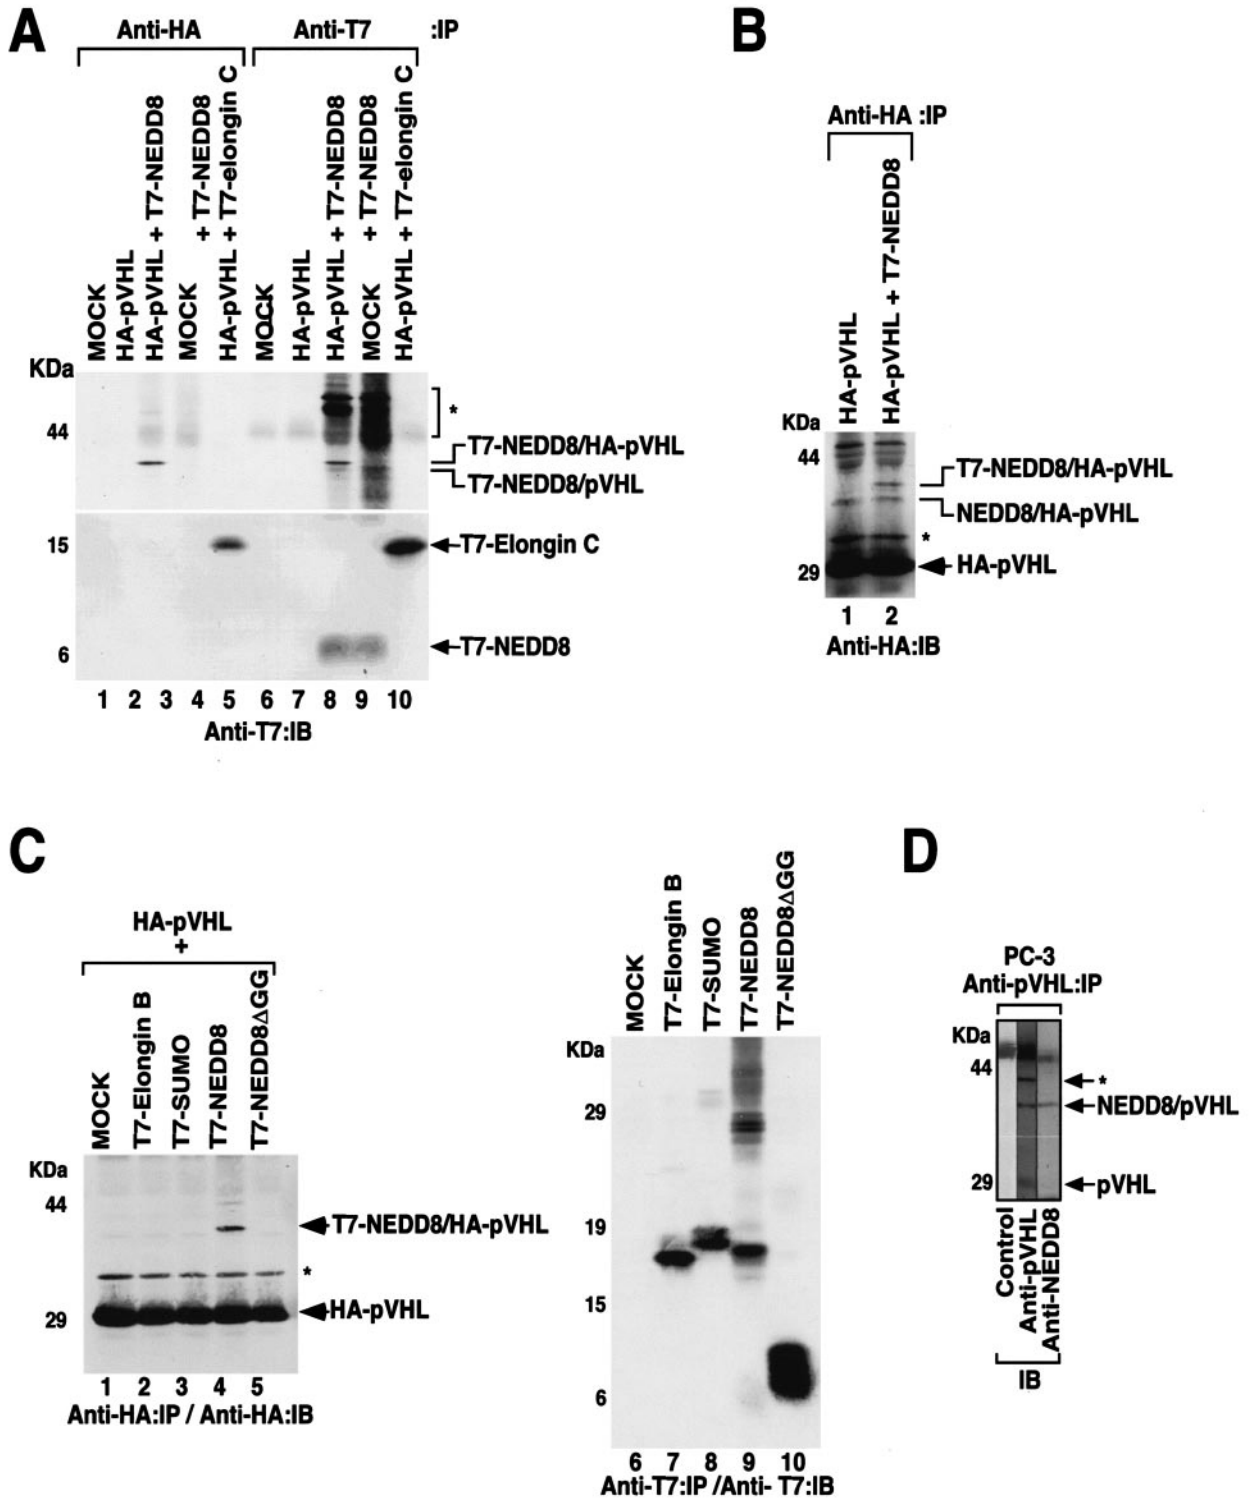 A
Anti-HA
Anti-T7
:IP
MOCK
HA-pVHL
HA-pVHL + T7-NEDD8
MOCK + T7-NEDD8
HA-pVHL + T7-elongin C
MOCK
HA-pVHL
HA-pVHL + T7-NEDD8
MOCK + T7-NEDD8
HA-pVHL + T7-elongin C
KDa
44
*
T7-NEDD8/HA-pVHL
T7-NEDD8/pVHL
15
T7-Elongin C
6
T7-NEDD8
1 2 3 4 5 6 7 8 9 10
Anti-T7:IB
B
Anti-HA :IP
HA-pVHL
HA-pVHL + T7-NEDD8
KDa
44
T7-NEDD8/HA-pVHL
NEDD8/HA-pVHL
*
29
HA-pVHL
1 2
Anti-HA:IB
C
HA-pVHL
+
MOCK
T7-Elongin B
T7-SUMO
T7-NEDD8
T7-NEDD8ΔGG
KDa
44
T7-NEDD8/HA-pVHL
*
29
HA-pVHL
1 2 3 4 5
Anti-HA:IP / Anti-HA:IB
MOCK
T7-Elongin B
T7-SUMO
T7-NEDD8
T7-NEDD8ΔGG
KDa
29
19
15
6
6 7 8 9 10
Anti-T7:IP /Anti- T7:IB
D
PC-3
Anti-pVHL:IP
KDa
44
*
NEDD8/pVHL
29
pVHL
Control
Anti-pVHL
Anti-NEDD8
IB